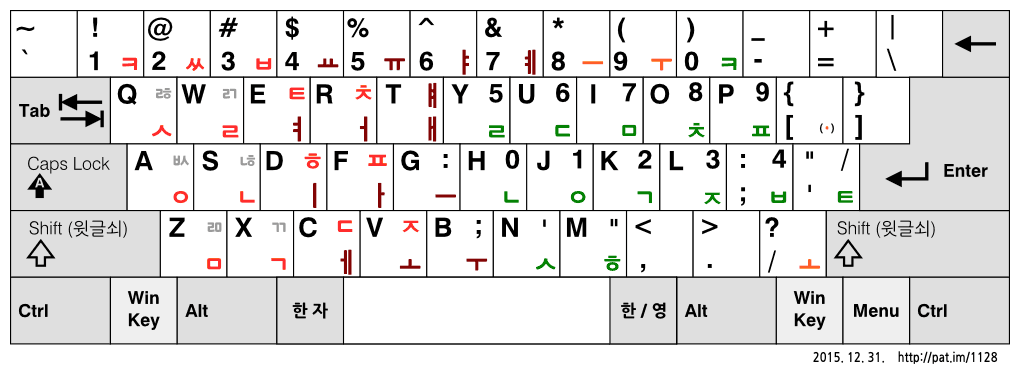 ~ ! @ # $ % ^ & * ( ) _ + |
` 1 ㅋ 2 ㅆ 3 ㅂ 4 ㅛ 5 ㅠ 6 ㅑ 7 ㅖ 8 ㅡ 9 ㅜ 0 ㅋ - = \
Tab Q ㅀ W ㄺ E ㅌ R ㅊ T ㅒ Y 5 U 6 I 7 O 8 P 9 { }
ㅅ ㄹ ㅕ ㅓ ㅐ ㄹ ㄷ ㅁ ㅊ ㅍ [ (·) ]
Caps Lock A ㅄ S ㄶ D ㅎ F ㅍ G : H 0 J 1 K 2 L 3 : 4 " / Enter
A ㅇ ㄴ ㅣ ㅏ ㅡ ㄴ ㅇ ㄱ ㅈ ; ㅂ ' ㅌ
Shift (윗글쇠) Z ㄻ X ㄲ C ㄷ V ㅈ B ; N ' M " < > ? Shift (윗글쇠)
ㅁ ㄱ ㅔ ㅗ ㅜ ㅅ ㅎ , . / ㅗ
Ctrl Win Key Alt 한자 한/영 Alt Win Key Menu Ctrl
2015. 12. 31. http://pat.im/1128